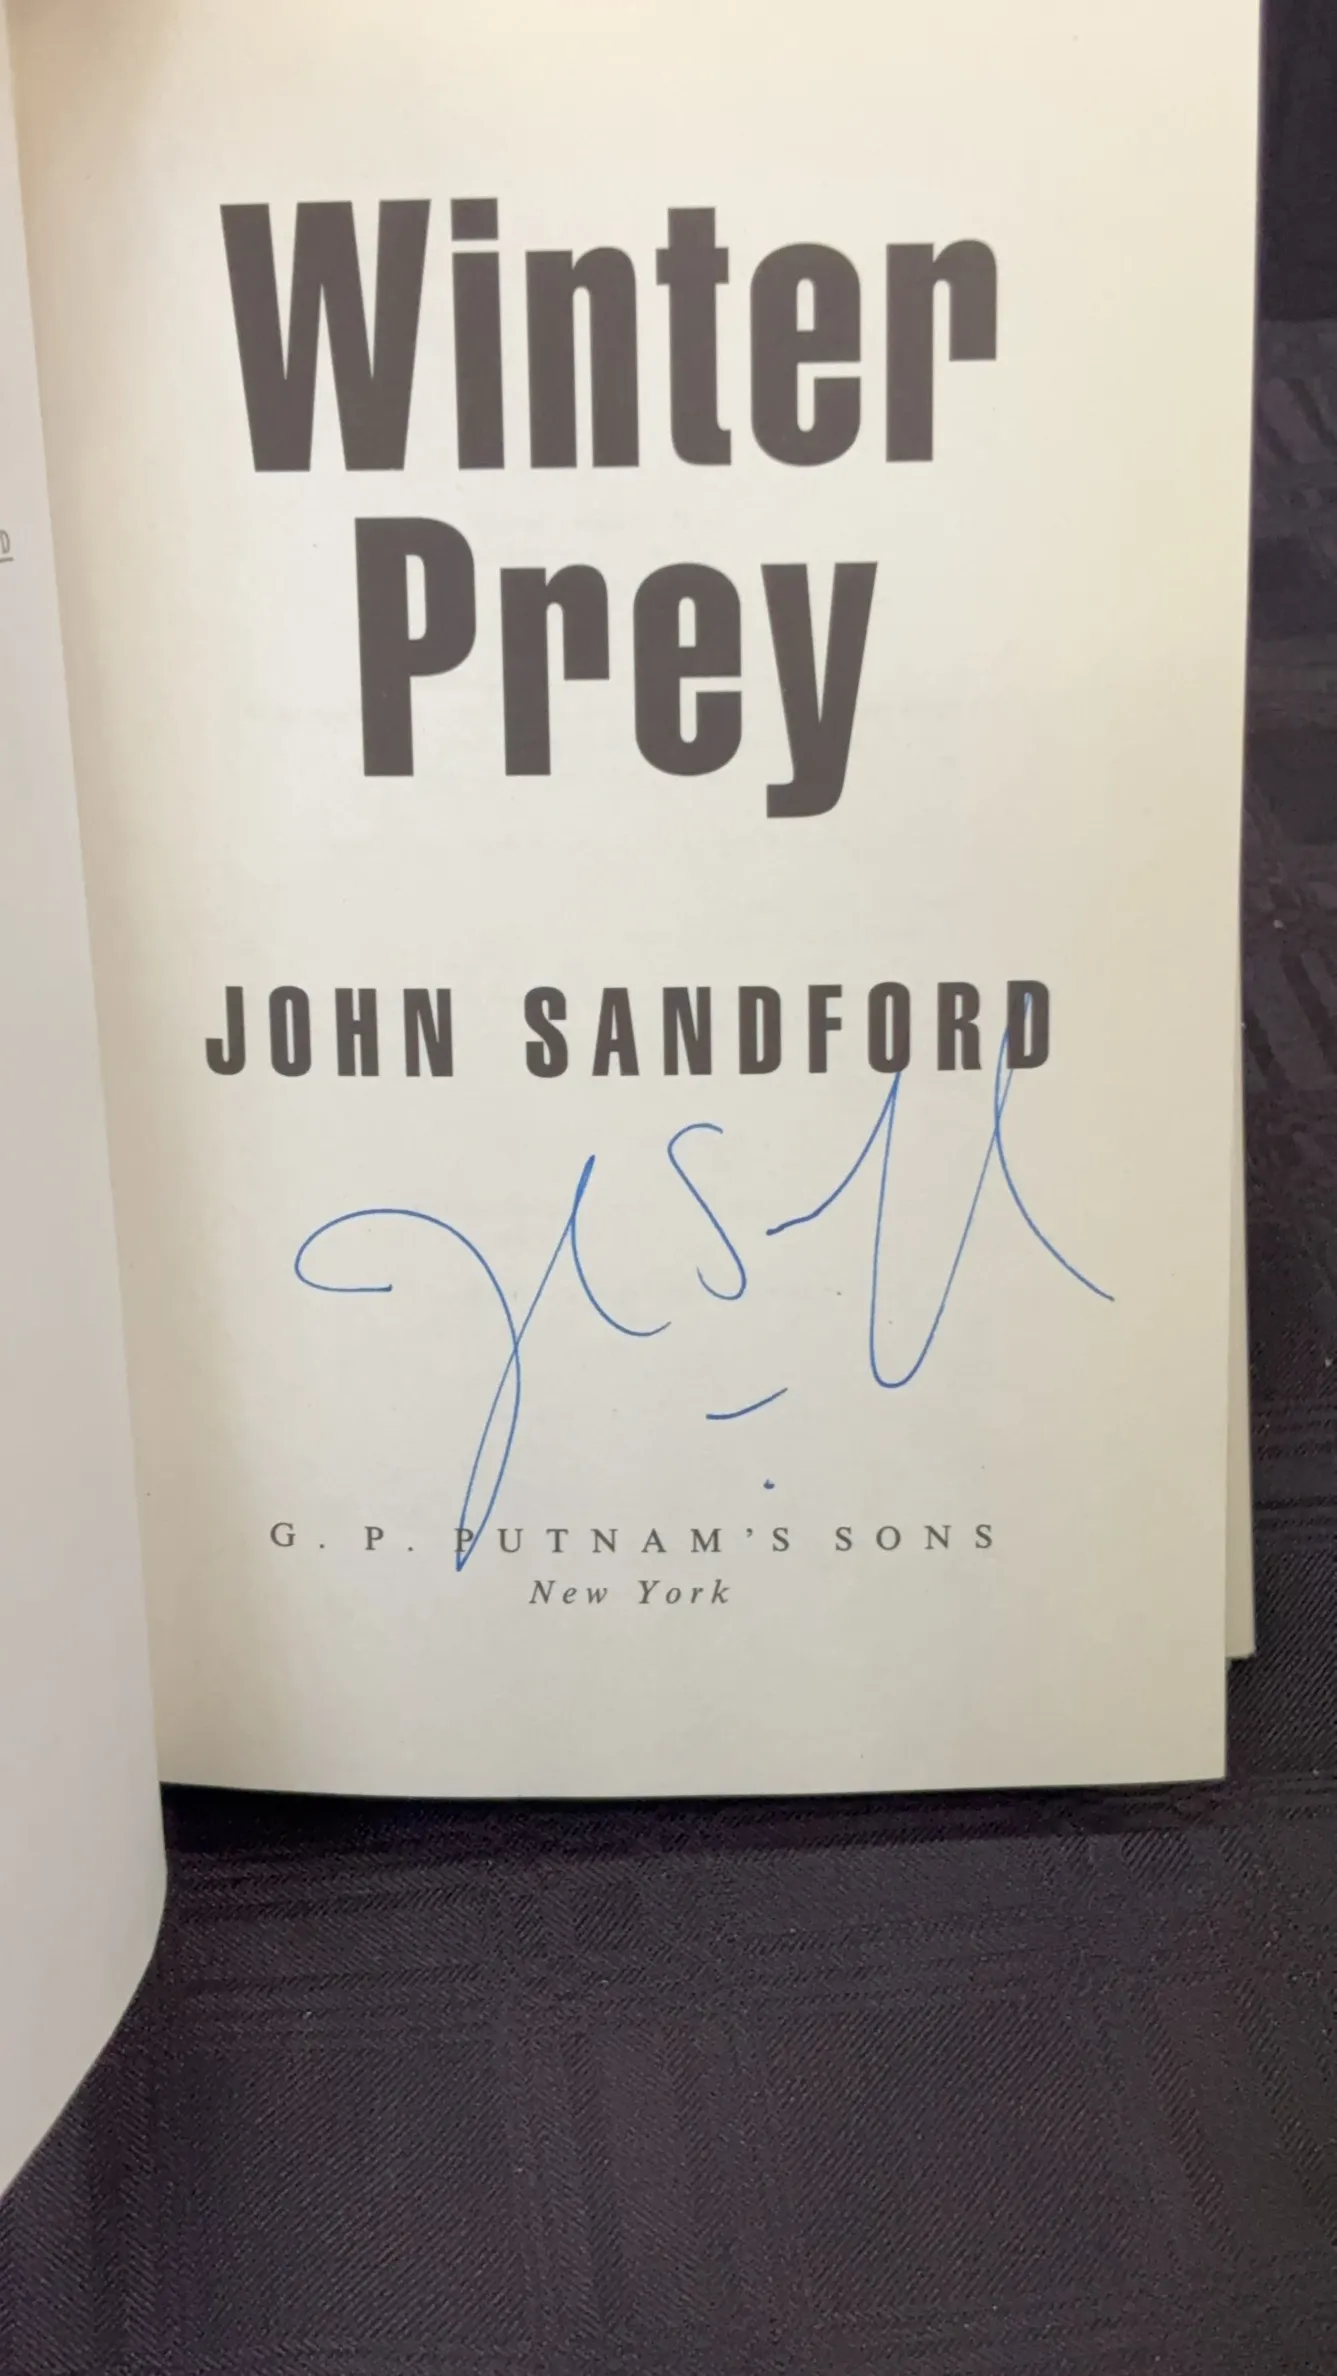 Winter
Prey
JOHN SANDFORD
G. P. PUTNAM'S SONS
New York